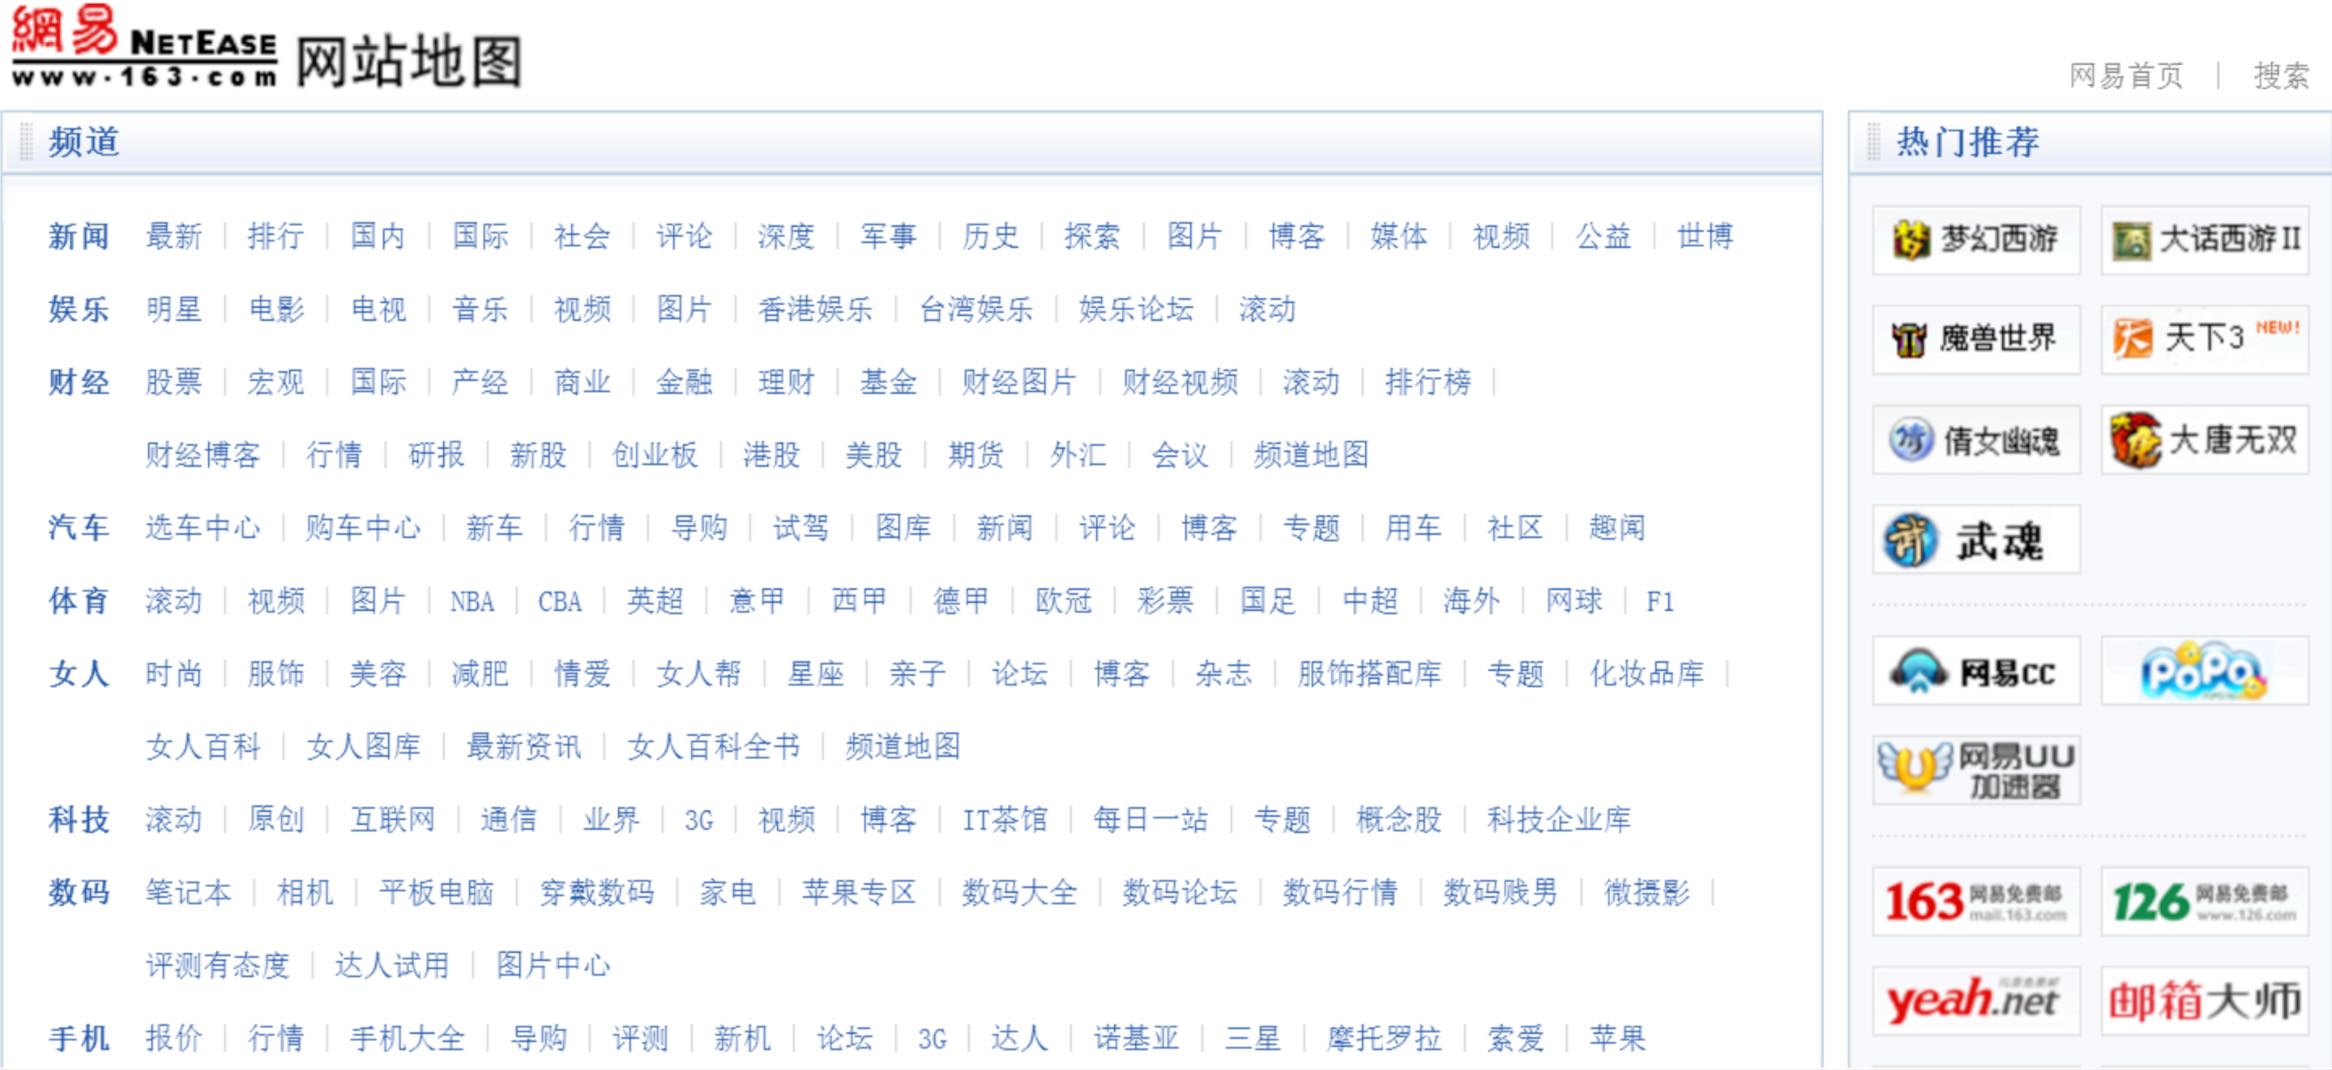 網易 NETEASE
www.163.com
网站地图
网易首页 | 搜索
频道
新闻 最新 | 排行 | 国内 | 国际 | 社会 | 评论 | 深度 | 军事 | 历史 | 探索 | 图片 | 博客 | 媒体 | 视频 | 公益 | 世博
娱乐 明星 | 电影 | 电视 | 音乐 | 视频 | 图片 | 香港娱乐 | 台湾娱乐 | 娱乐论坛 | 滚动
财经 股票 | 宏观 | 国际 | 产经 | 商业 | 金融 | 理财 | 基金 | 财经图片 | 财经视频 | 滚动 | 排行榜 |
财经博客 | 行情 | 研报 | 新股 | 创业板 | 港股 | 美股 | 期货 | 外汇 | 会议 | 频道地图
汽车 选车中心 | 购车中心 | 新车 | 行情 | 导购 | 试驾 | 图库 | 新闻 | 评论 | 博客 | 专题 | 用车 | 社区 | 趣闻
体育 滚动 | 视频 | 图片 | NBA | CBA | 英超 | 意甲 | 西甲 | 德甲 | 欧冠 | 彩票 | 国足 | 中超 | 海外 | 网球 | F1
女人 时尚 | 服饰 | 美容 | 减肥 | 情爱 | 女人帮 | 星座 | 亲子 | 论坛 | 博客 | 杂志 | 服饰搭配库 | 专题 | 化妆品库 |
女人百科 | 女人图库 | 最新资讯 | 女人百科全书 | 频道地图
科技 滚动 | 原创 | 互联网 | 通信 | 业界 | 3G | 视频 | 博客 | IT茶馆 | 每日一站 | 专题 | 概念股 | 科技企业库
数码 笔记本 | 相机 | 平板电脑 | 穿戴数码 | 家电 | 苹果专区 | 数码大全 | 数码论坛 | 数码行情 | 数码贱男 | 微摄影 |
评测有态度 | 达人试用 | 图片中心
手机 报价 | 行情 | 手机大全 | 导购 | 评测 | 新机 | 论坛 | 3G | 达人 | 诺基亚 | 三星 | 摩托罗拉 | 索爱 | 苹果
热门推荐
梦 梦幻西游 大话西游II
魔兽世界 天 天下3 NEW!
倩 倩女幽魂 大唐无双
武 武魂
网易CC POPO
网易UU
加速器
163 网易免费邮 126 网易免费邮
mail.163.com www.126.com
yeah.net 邮箱大师